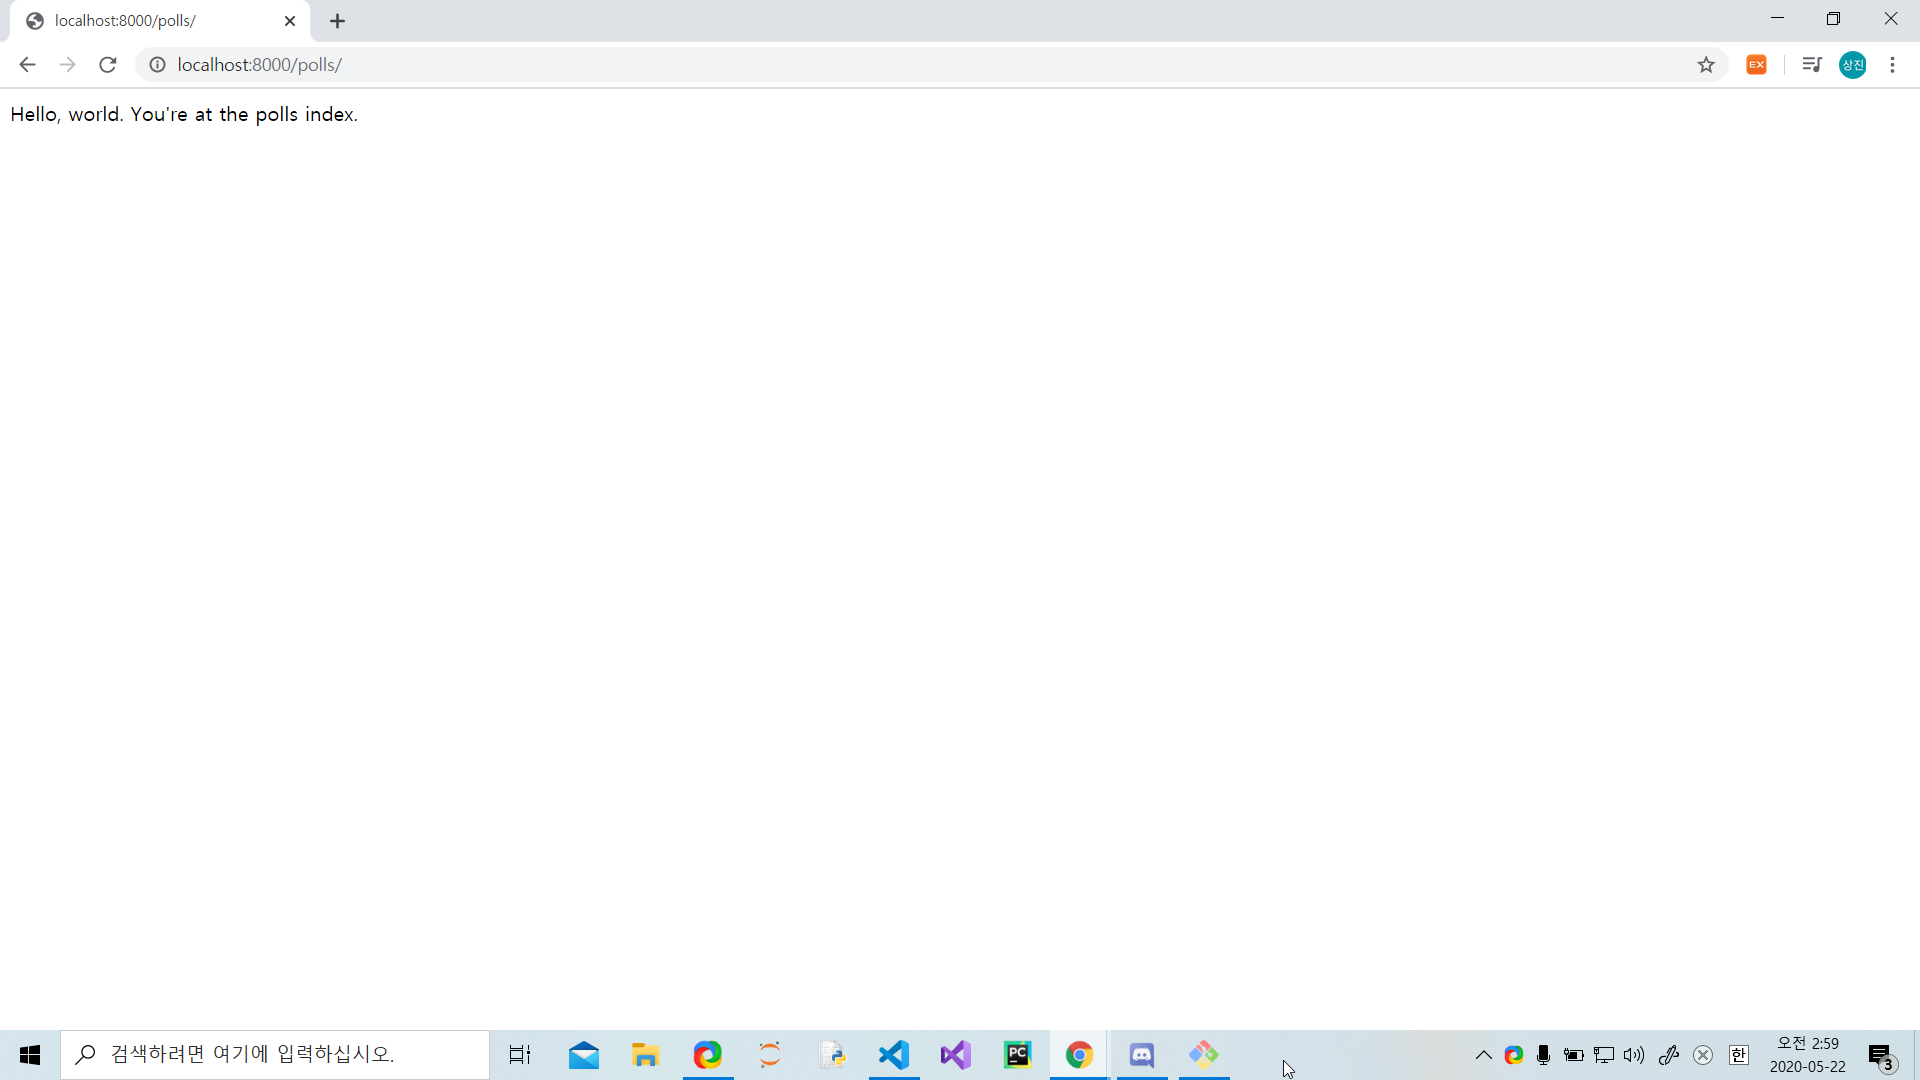 localhost:8000/polls/
localhost:8000/polls/
EX
상진
Hello, world. You're at the polls index.
검색하려면 여기에 입력하십시오.
PC
한
오전 2:59
2020-05-22
3